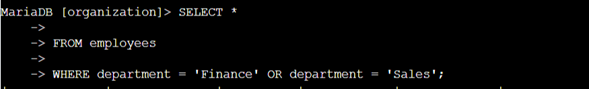 MariaDB [organization]> SELECT *
->
-> FROM employees
->
-> WHERE department = 'Finance' OR department = 'Sales';